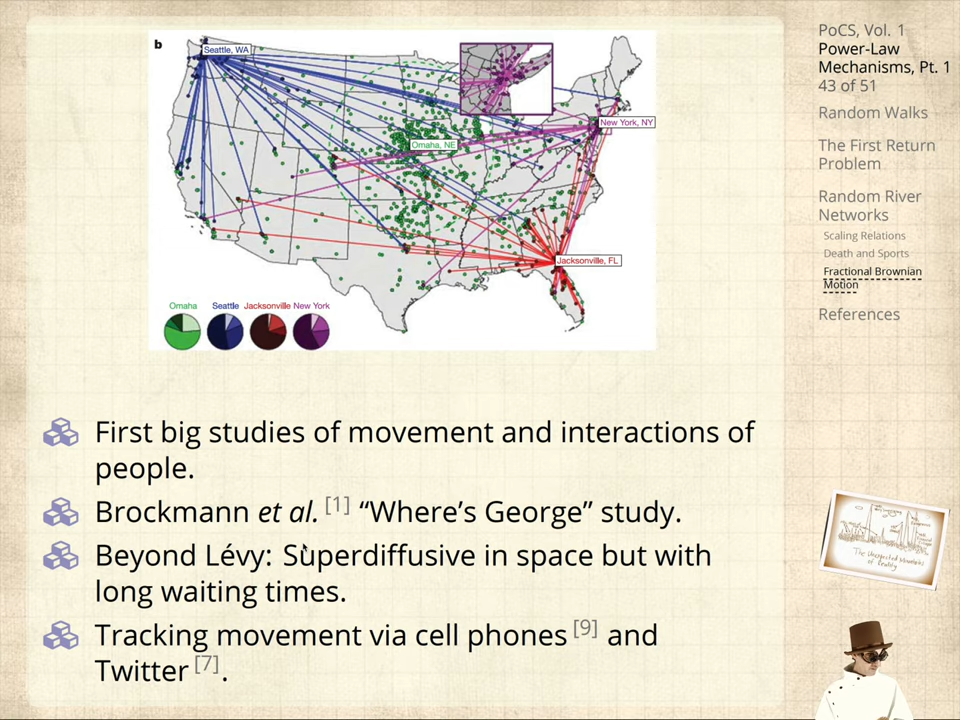 b
Seattle, WA
New York, NY
Omaha, NE
Jacksonville, FL
Omaha Seattle Jacksonville New York
First big studies of movement and interactions of
people.
Brockmann et al. [1] “Where’s George” study.
Beyond Lévy: Superdiffusive in space but with
long waiting times.
Tracking movement via cell phones [9] and
Twitter [7].
PoCS, Vol. 1
Power-Law
Mechanisms, Pt. 1
43 of 51
Random Walks
The First Return
Problem
Random River
Networks
Scaling Relations
Death and Sports
Fractional Brownian
Motion
References